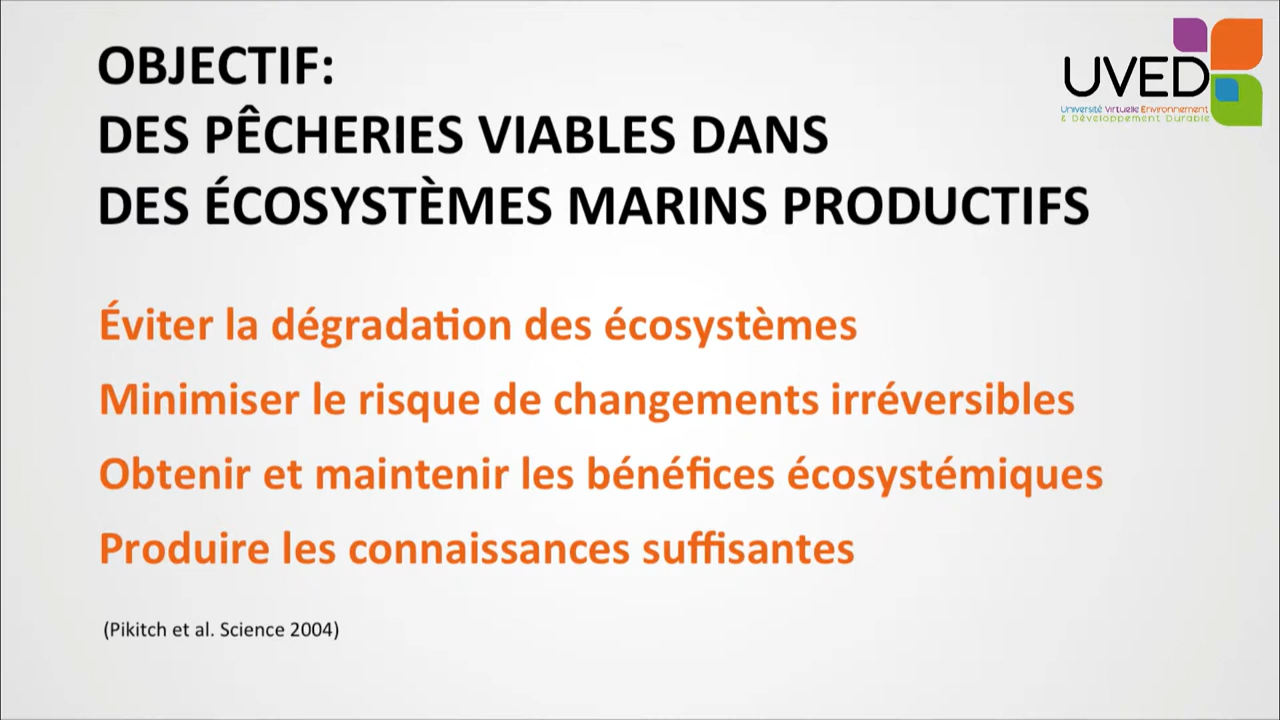 OBJECTIF:
DES PÊCHERIES VIABLES DANS
DES ÉCOSYSTÈMES MARINS PRODUCTIFS
UVED
Université Virtuelle Environnement
& Développement Durable
Éviter la dégradation des écosystèmes
Minimiser le risque de changements irréversibles
Obtenir et maintenir les bénéfices écosystémiques
Produire les connaissances suffisantes
(Pikitch et al. Science 2004)